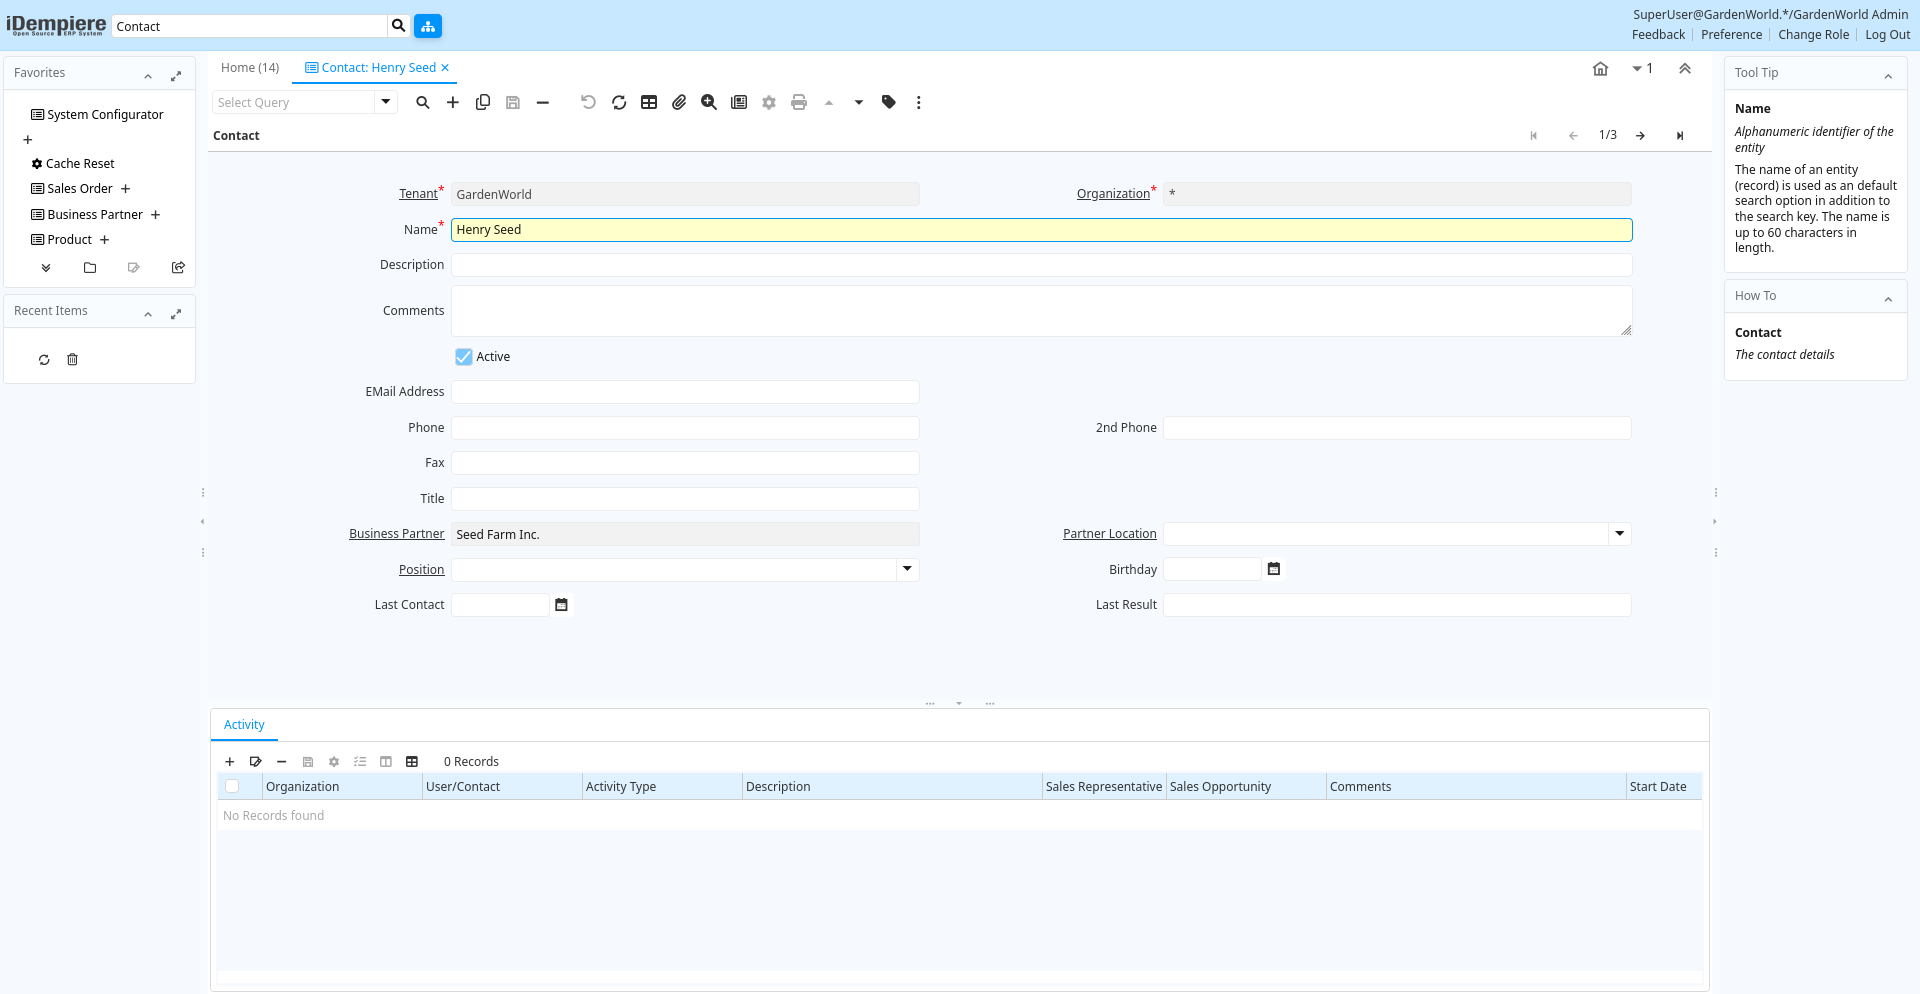 iDempiere
Open Source ERP System
Contact
SuperUser@GardenWorld.*/GardenWorld Admin
Feedback
Preference
Change Role
Log Out
Favorites
System Configurator
Cache Reset
Sales Order
Business Partner
Product
Recent Items
Home (14)
Contact: Henry Seed
1
Select Query
Contact
1/3
Tenant*
GardenWorld
Organization*
*
Name*
Henry Seed
Description
Comments
Active
EMail Address
Phone
2nd Phone
Fax
Title
Business Partner
Seed Farm Inc.
Partner Location
Position
Birthday
Last Contact
Last Result
Activity
0 Records
Organization
User/Contact
Activity Type
Description
Sales Representative
Sales Opportunity
Comments
Start Date
No Records found
Tool Tip
Name
Alphanumeric identifier of the
entity
The name of an entity
(record) is used as an default
search option in addition to
the search key. The name is
up to 60 characters in
length.
How To
Contact
The contact details